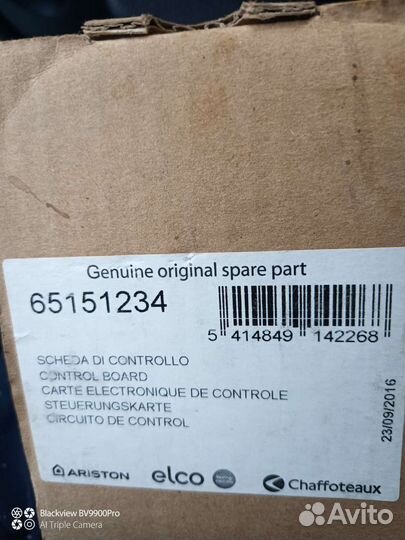 Genuine original spare part
65151234
5 414849 142268
SCHEDA DI CONTROLLO
CONTROL BOARD
CARTE ELECTRONIQUE DE CONTROLE
STEUERUNGSKARTE
CIRCUITO DE CONTROL
23/09/2016
ARISTON
elco
Chaffoteaux
Blackview BV9900Pro
AI Triple Camera
Avito